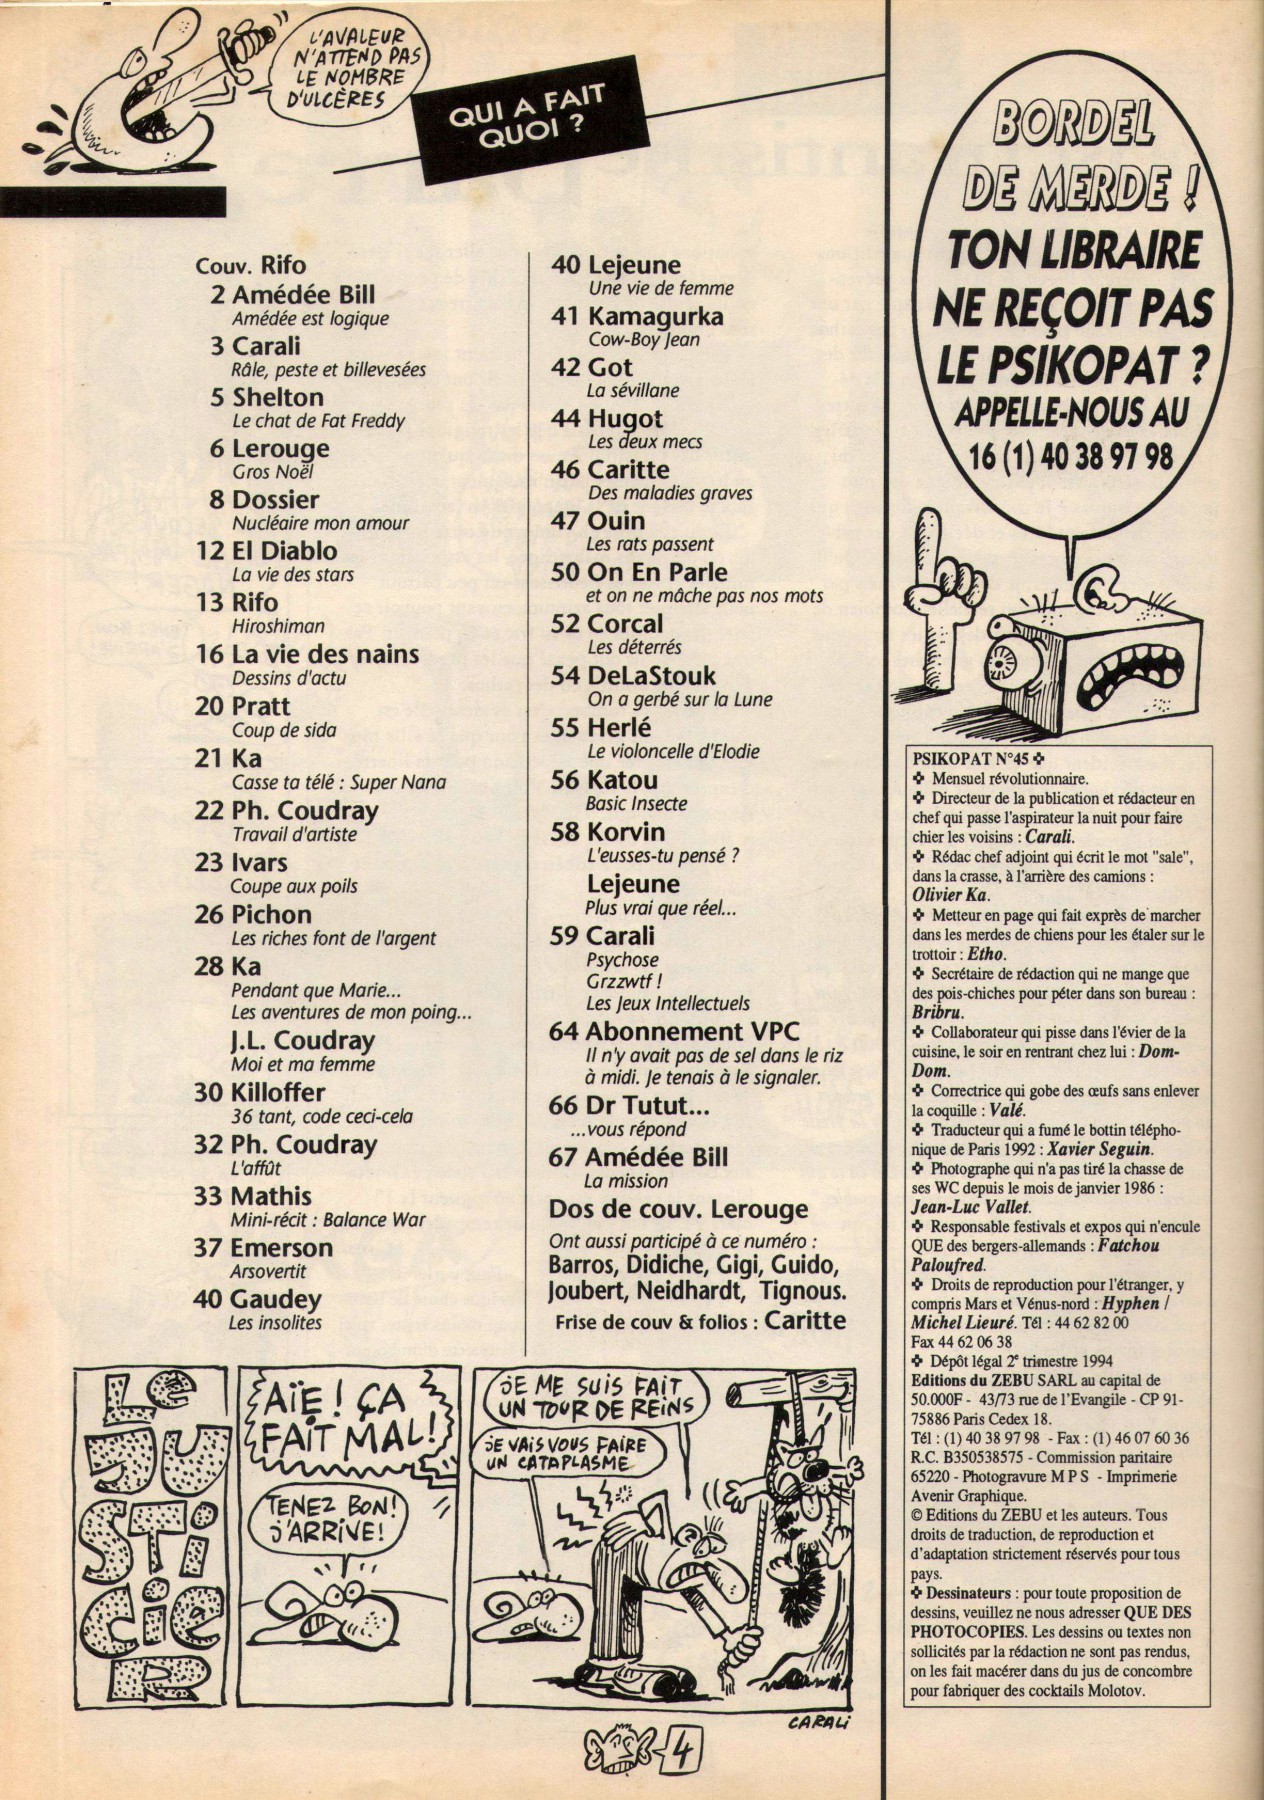 L'AVALEUR
N'ATTEND PAS
LE NOMBRE
D'ULCÈRES
QUI A FAIT
QUOI ?
Couv. Rifo
2 Amédée Bill
Amédée est logique
3 Carali
Râle, peste et billevesées
5 Shelton
Le chat de Fat Freddy
6 Lerouge
Gros Noël
8 Dossier
Nucléaire mon amour
12 El Diablo
La vie des stars
13 Rifo
Hiroshiman
16 La vie des nains
Dessins d'actu
20 Pratt
Coup de sida
21 Ka
Casse ta télé : Super Nana
22 Ph. Coudray
Travail d'artiste
23 Ivars
Coupe aux poils
26 Pichon
Les riches font de l'argent
28 Ka
Pendant que Marie...
Les aventures de mon poing...
J.L. Coudray
Moi et ma femme
30 Killoffer
36 tant, code ceci-cela
32 Ph. Coudray
L'affût
33 Mathis
Mini-récit : Balance War
37 Emerson
Arsovertit
40 Gaudey
Les insolites
40 Lejeune
Une vie de femme
41 Kamagurka
Cow-Boy Jean
42 Got
La sévillane
44 Hugot
Les deux mecs
46 Caritte
Des maladies graves
47 Ouin
Les rats passent
50 On En Parle
et on ne mâche pas nos mots
52 Corcal
Les déterrés
54 DeLaStouk
On a gerbé sur la Lune
55 Herlé
Le violoncelle d'Elodie
56 Katou
Basic Insecte
58 Korvin
L'eusses-tu pensé ?
Lejeune
Plus vrai que réel...
59 Carali
Psychose
Grzzwtf !
Les Jeux Intellectuels
64 Abonnement VPC
Il n'y avait pas de sel dans le riz
à midi. Je tenais à le signaler.
66 Dr Tutut...
...vous répond
67 Amédée Bill
La mission
Dos de couv. Lerouge
Ont aussi participé à ce numéro :
Barros, Didiche, Gigi, Guido,
Joubert, Neidhardt, Tignous.
Frise de couv & folios : Caritte
LE
JU
STI
CIE
R
AÏE ! ÇA
FAIT MAL !
TENEZ BON !
J'ARRIVE !
JE ME SUIS FAIT
UN TOUR DE REINS
JE VAIS VOUS FAIRE
UN CATAPLASME
CARALI
4
BORDEL
DE MERDE !
TON LIBRAIRE
NE REÇOIT PAS
LE PSIKOPAT ?
APPELLE-NOUS AU
16 (1) 40 38 97 98
PSIKOPAT N°45 ✤
✤ Mensuel révolutionnaire.
✤ Directeur de la publication et rédacteur en
chef qui passe l'aspirateur la nuit pour faire
chier les voisins : Carali.
✤ Rédac chef adjoint qui écrit le mot "sale",
dans la crasse, à l'arrière des camions :
Olivier Ka.
✤ Metteur en page qui fait exprès de marcher
dans les merdes de chiens pour les étaler sur le
trottoir : Etho.
✤ Secrétaire de rédaction qui ne mange que
des pois-chiches pour péter dans son bureau :
Bribru.
✤ Collaborateur qui pisse dans l'évier de la
cuisine, le soir en rentrant chez lui : Dom-
Dom.
✤ Correctrice qui gobe des œufs sans enlever
la coquille : Valé.
✤ Traducteur qui a fumé le bottin télépho-
nique de Paris 1992 : Xavier Seguin.
✤ Photographe qui n'a pas tiré la chasse de
ses WC depuis le mois de janvier 1986 :
Jean-Luc Vallet.
✤ Responsable festivals et expos qui n'encule
QUE des bergers-allemands : Fatchou
Paloufred.
✤ Droits de reproduction pour l'étranger, y
compris Mars et Vénus-nord : Hyphen /
Michel Lieuré. Tél : 44 62 82 00
Fax 44 62 06 38
✤ Dépôt légal 2e trimestre 1994
Editions du ZEBU SARL au capital de
50.000F - 43/73 rue de l'Evangile - CP 91-
75886 Paris Cedex 18.
Tél : (1) 40 38 97 98 - Fax : (1) 46 07 60 36
R.C. B350538575 - Commission paritaire
65220 - Photogravure M P S - Imprimerie
Avenir Graphique.
© Editions du ZEBU et les auteurs. Tous
droits de traduction, de reproduction et
d'adaptation strictement réservés pour tous
pays.
✤ Dessinateurs : pour toute proposition de
dessins, veuillez ne nous adresser QUE DES
PHOTOCOPIES. Les dessins ou textes non
sollicités par la rédaction ne sont pas rendus,
on les fait macérer dans du jus de concombre
pour fabriquer des cocktails Molotov.